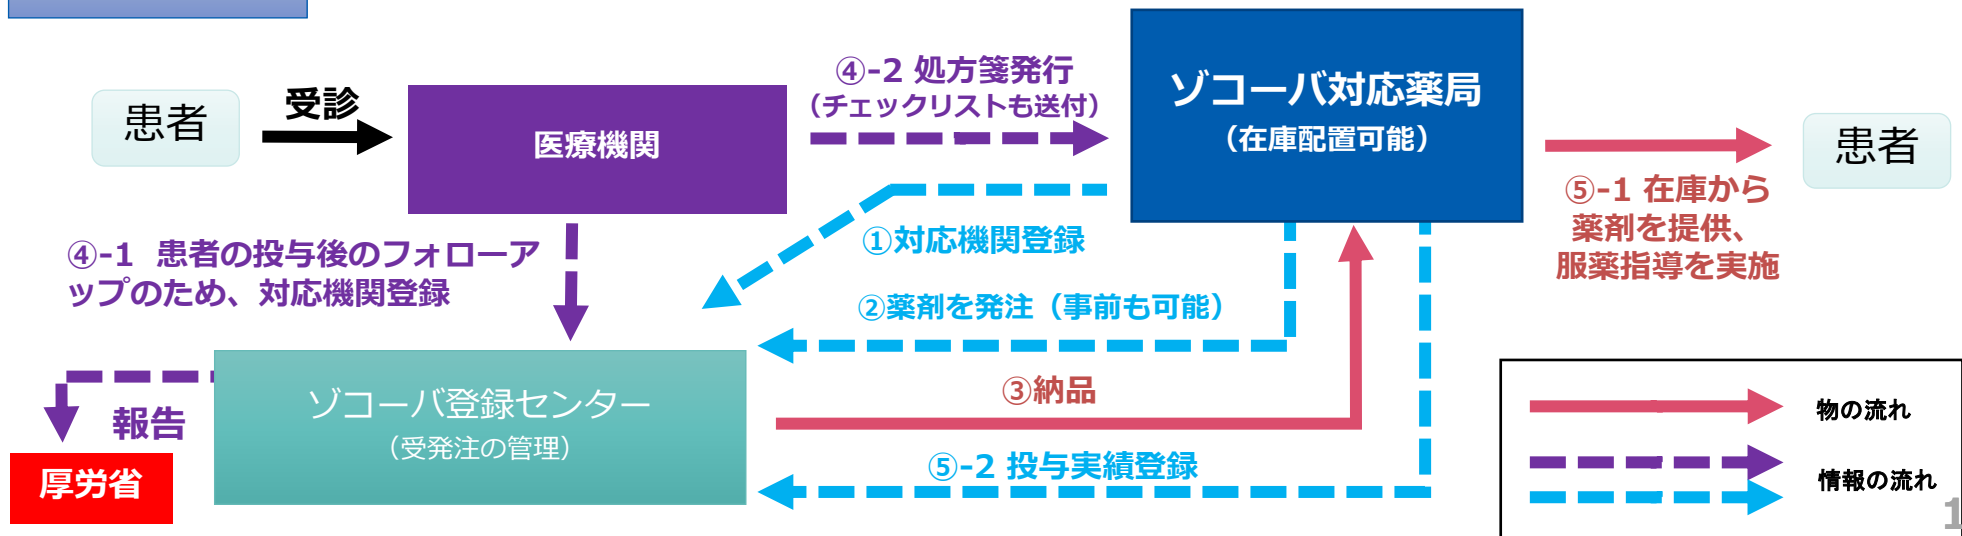 患者
受診
医療機関
④-2 処方箋発行
（チェックリストも送付）
ゾコーバ対応薬局
（在庫配置可能）
患者
⑤-1 在庫から
薬剤を提供、
服薬指導を実施
④-1 患者の投与後のフォローア
ップのため、対応機関登録
①対応機関登録
②薬剤を発注（事前も可能）
③納品
⑤-2 投与実績登録
ゾコーバ登録センター
（受発注の管理）
報告
厚労省
物の流れ
情報の流れ
1